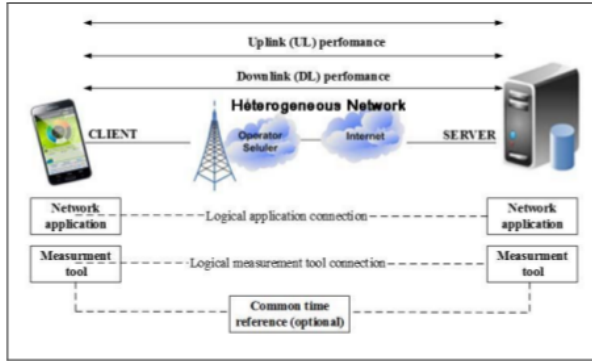 Uplink (UL) perfomance
Downlink (DL) perfomance
Heterogeneous Network
CLIENT
Operator
Seluler
Internet
SERVER
Network
application
Logical application connection
Network
application
Measurment
tool
Logical measurement tool connection
Measurment
tool
Common time
reference (optional)